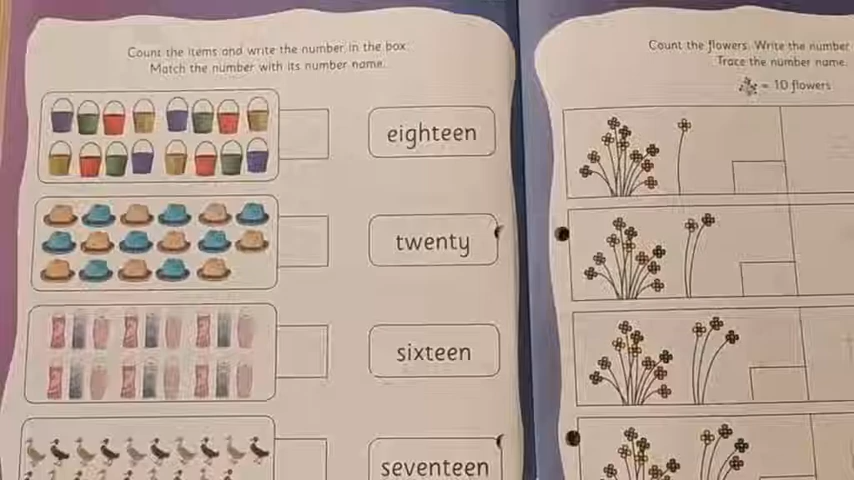 Count the items and write the number in the box.
Match the number with its number name.
eighteen
twenty
sixteen
seventeen
Count the flowers. Write the number
Trace the number name.
= 10 flowers